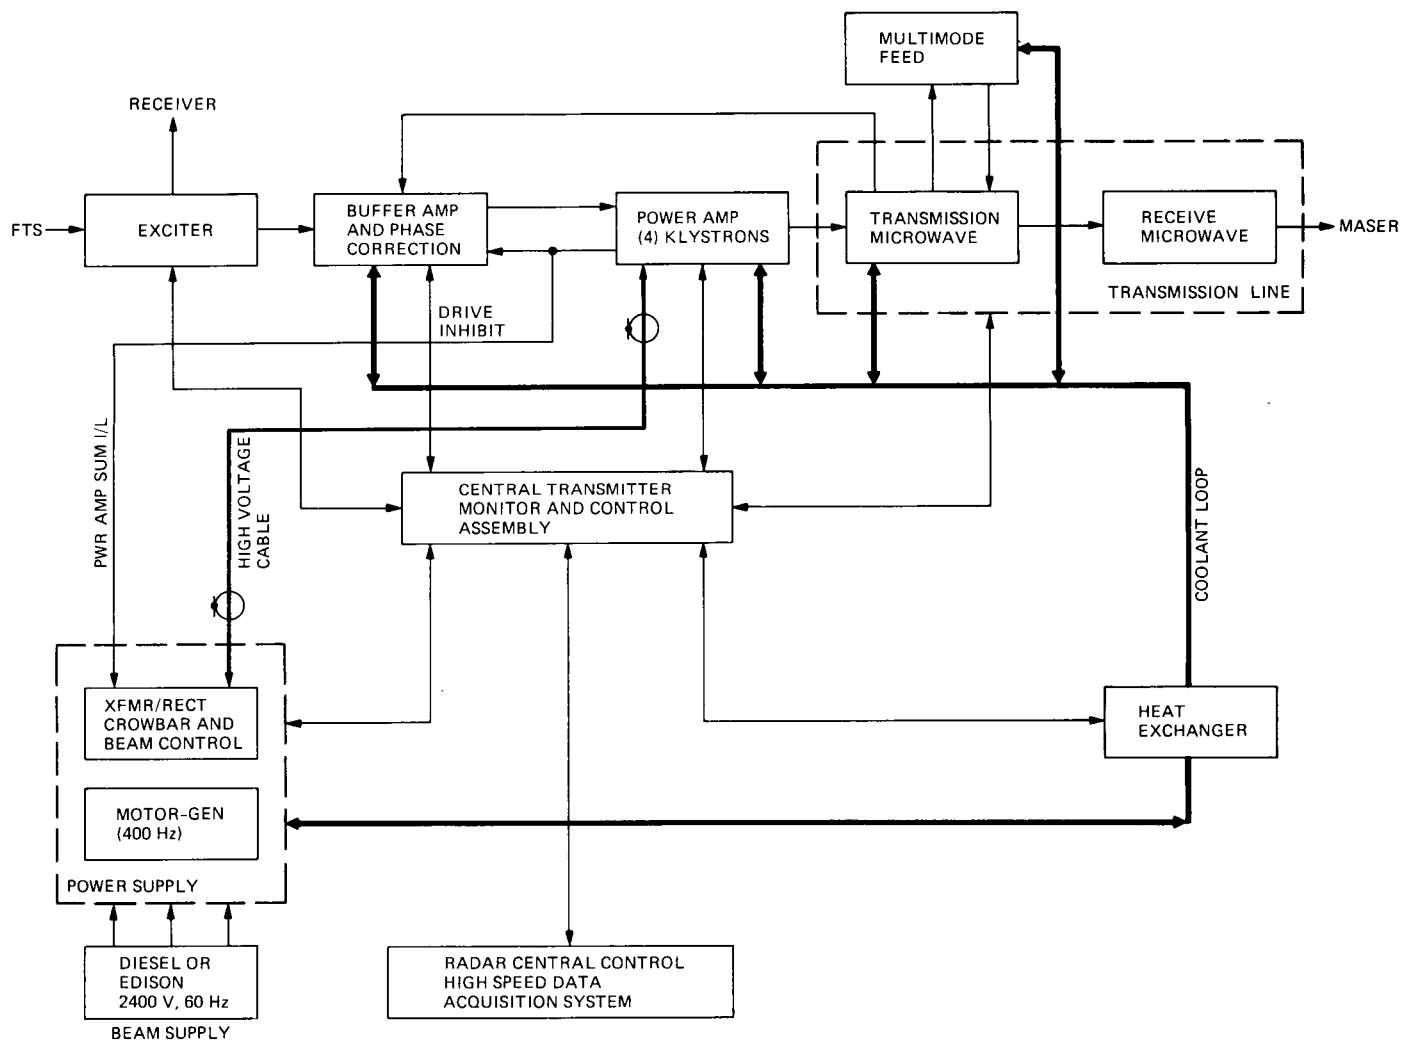 MULTIMODE
FEED
RECEIVER
FTS
EXCITER
BUFFER AMP
AND PHASE
CORRECTION
POWER AMP
(4) KLYSTRONS
TRANSMISSION
MICROWAVE
RECEIVE
MICROWAVE
MASER
TRANSMISSION LINE
DRIVE
INHIBIT
PWR AMP SUM I/L
HIGH VOLTAGE
CABLE
CENTRAL TRANSMITTER
MONITOR AND CONTROL
ASSEMBLY
COOLANT LOOP
XFMR/RECT
CROWBAR AND
BEAM CONTROL
HEAT
EXCHANGER
MOTOR-GEN
(400 Hz)
POWER SUPPLY
DIESEL OR
EDISON
2400 V, 60 Hz
BEAM SUPPLY
RADAR CENTRAL CONTROL
HIGH SPEED DATA
ACQUISITION SYSTEM